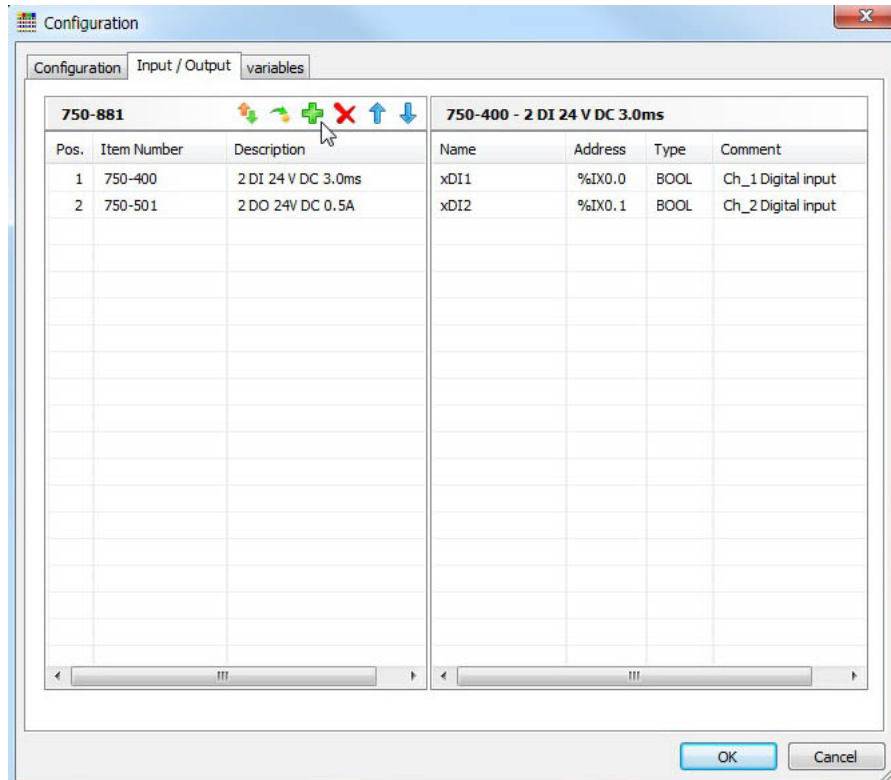 Configuration
Configuration Input / Output variables
750-881 750-400 - 2 DI 24 V DC 3.0ms
Pos. Item Number Description Name Address Type Comment
1 750-400 2 DI 24 V DC 3.0ms xDI1 %IX0.0 BOOL Ch_1 Digital input
2 750-501 2 DO 24V DC 0.5A xDI2 %IX0.1 BOOL Ch_2 Digital input
OK Cancel